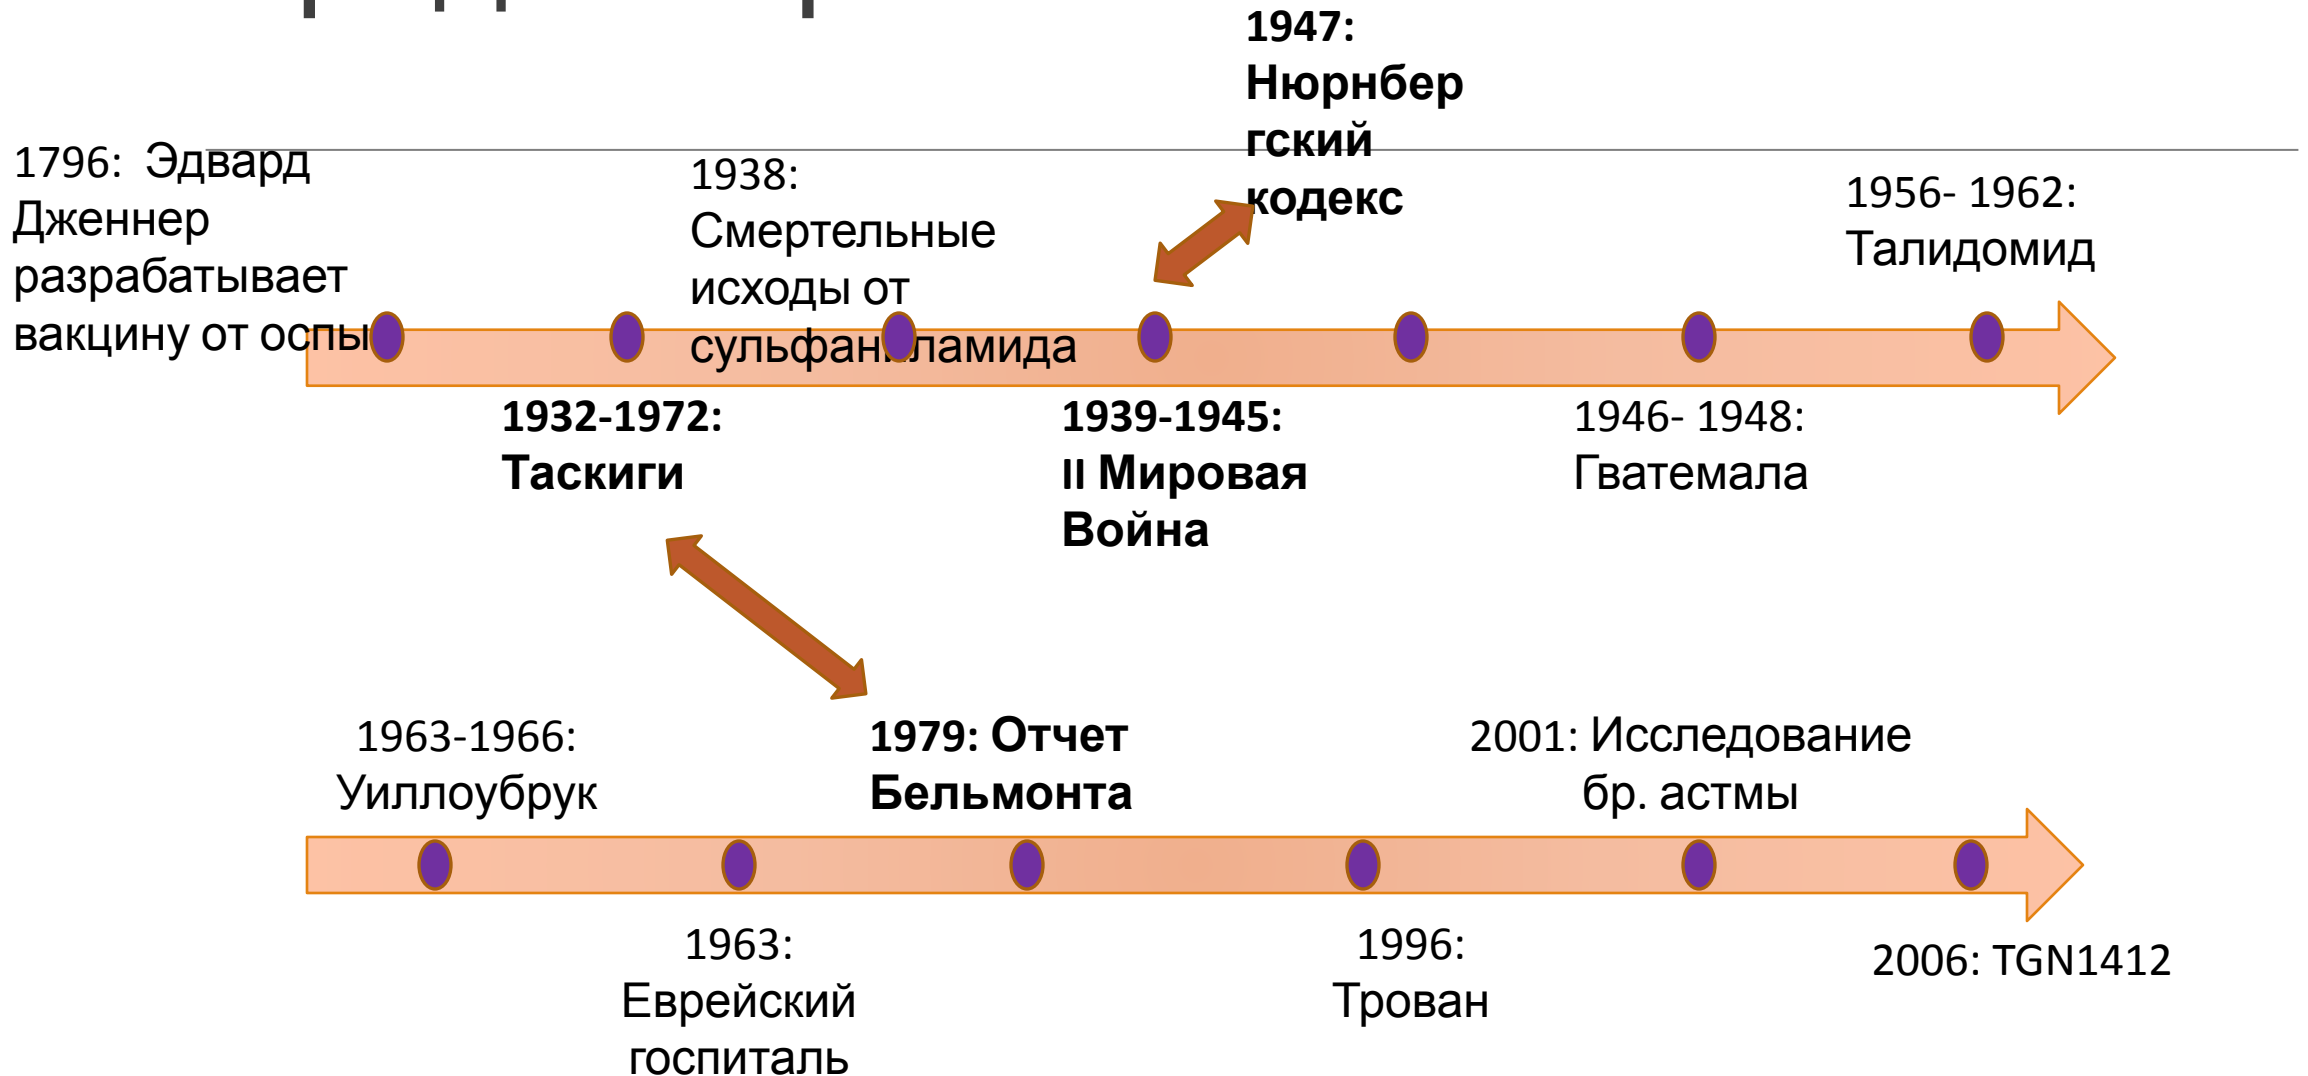 1947:
Нюрнбер
гский
кодекс
1796: Эдвард
Дженнер
разрабатывает
вакцину от оспы
1938:
Смертельные
исходы от
сульфаниламида
1956- 1962:
Талидомид
1932-1972:
Таскиги
1939-1945:
II Мировая
Война
1946- 1948:
Гватемала
1963-1966:
Уиллоубрук
1979: Отчет
Бельмонта
2001: Исследование
бр. астмы
1963:
Еврейский
госпиталь
1996:
Трован
2006: TGN1412